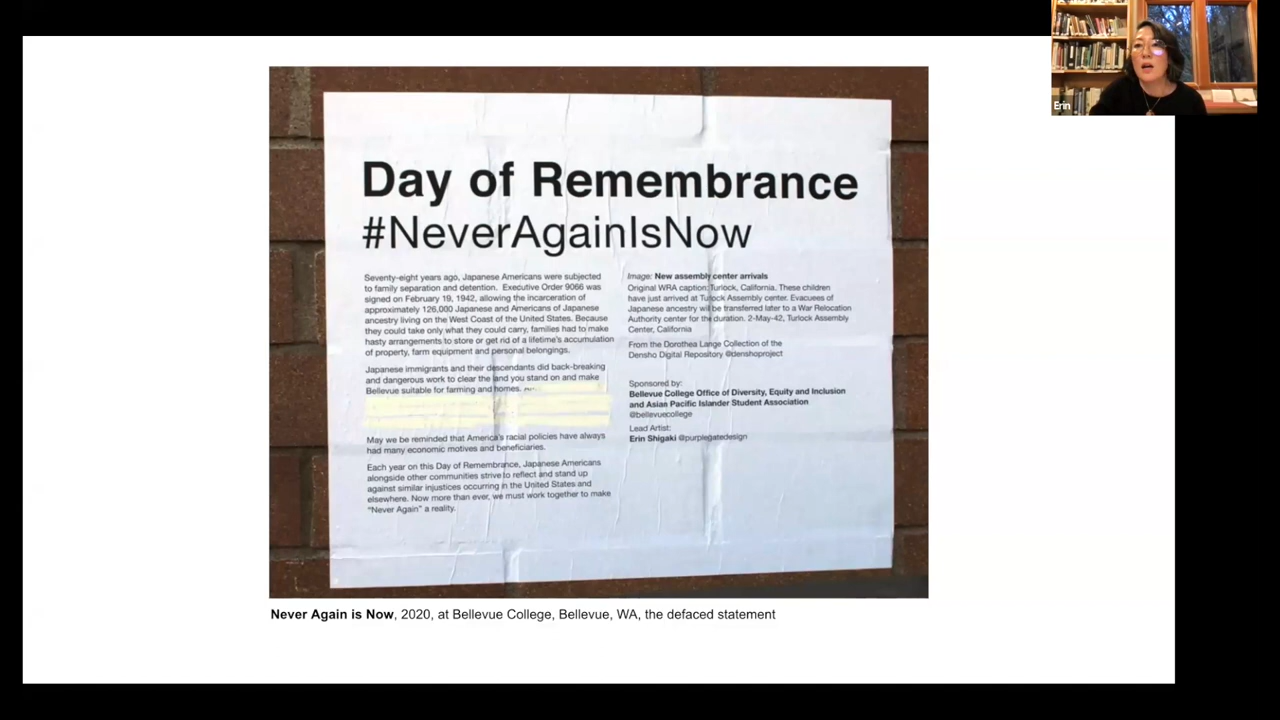 Erin
Day of Remembrance
#NeverAgainIsNow
Seventy-eight years ago, Japanese Americans were subjected
to family separation and detention. Executive Order 9066 was
signed on February 19, 1942, allowing the incarceration of
approximately 126,000 Japanese and Americans of Japanese
ancestry living on the West Coast of the United States. Because
they could take only what they could carry, families had to make
hasty arrangements to store or get rid of a lifetime's accumulation
of property, farm equipment and personal belongings.
Japanese immigrants and their descendants did back-breaking
and dangerous work to clear the land you stand on and make
Bellevue suitable for farming and homes.
May we be reminded that America's racial policies have always
had many economic motives and beneficiaries.
Each year on this Day of Remembrance, Japanese Americans
alongside other communities strive to reflect and stand up
against similar injustices occurring in the United States and
elsewhere. Now more than ever, we must work together to make
"Never Again" a reality.
Image: New assembly center arrivals
Original WRA caption: Turlock, California. These children
have just arrived at Turlock Assembly center. Evacuees of
Japanese ancestry will be transferred later to a War Relocation
Authority center for the duration. 2-May-42, Turlock Assembly
Center, California
From the Dorothea Lange Collection of the
Densho Digital Repository @denshoproject
Sponsored by:
Bellevue College Office of Diversity, Equity and Inclusion
and Asian Pacific Islander Student Association
@bellevuecollege
Lead Artist:
Erin Shigaki @purplegatedesign
Never Again is Now, 2020, at Bellevue College, Bellevue, WA, the defaced statement